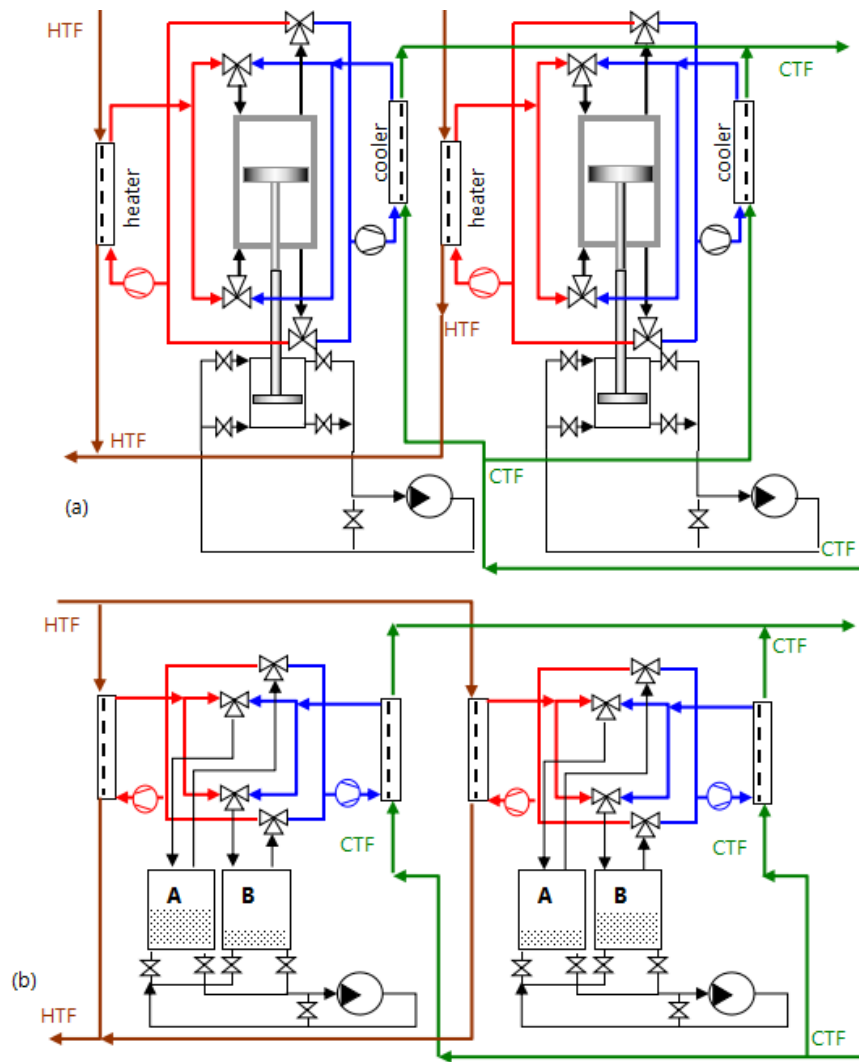 HTF
CTF
cooler
cooler
heater
heater
HTF
HTF
CTF
(a)
CTF
HTF
CTF
CTF
CTF
A
B
A
B
(b)
HTF
CTF
CTF